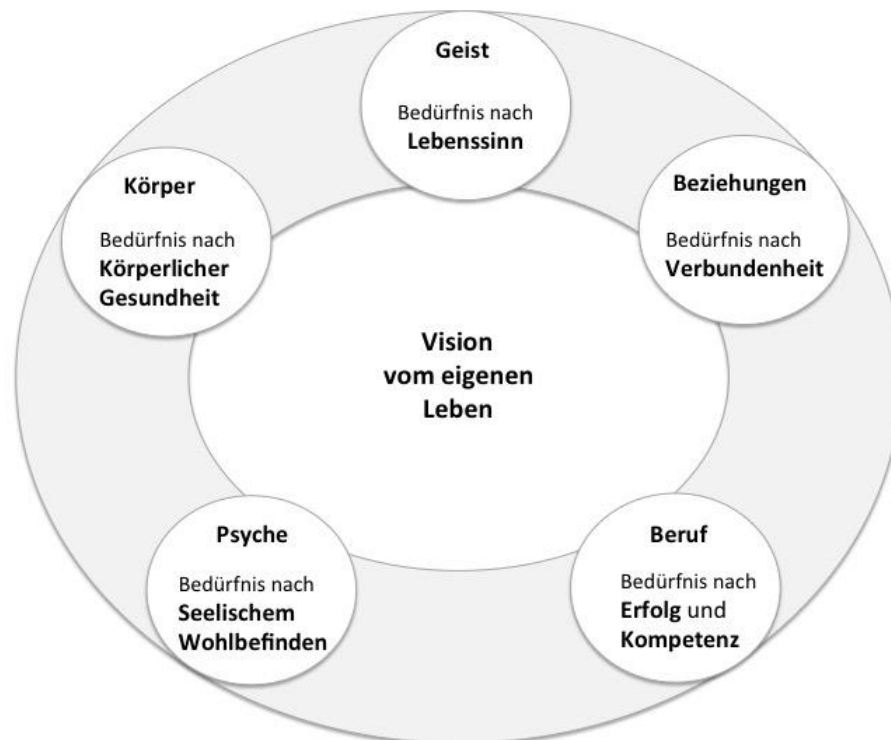 Geist
Bedürfnis nach
Lebenssinn
Körper
Bedürfnis nach
Körperlicher
Gesundheit
Beziehungen
Bedürfnis nach
Verbundenheit
Vision
vom eigenen
Leben
Psyche
Bedürfnis nach
Seelischem
Wohlbefinden
Beruf
Bedürfnis nach
Erfolg und
Kompetenz